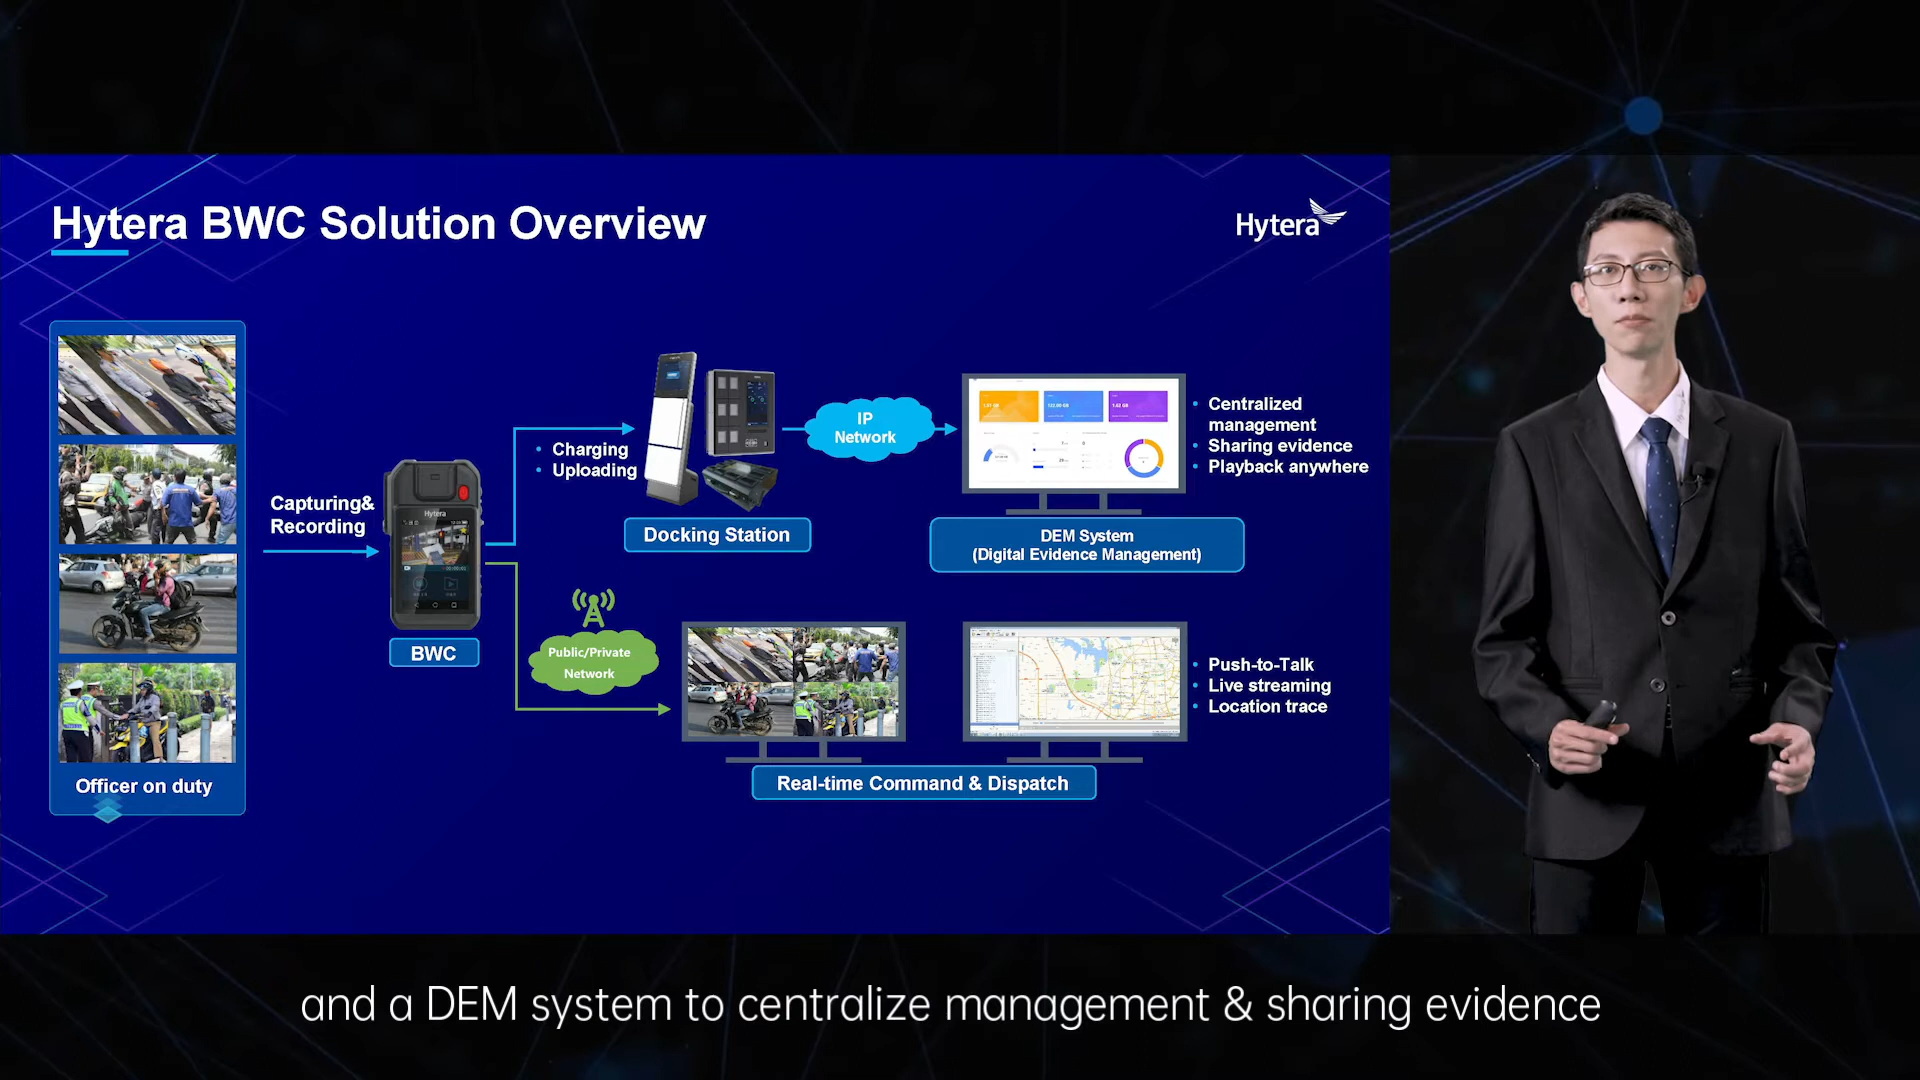 Hytera BWC Solution Overview
Hytera
Officer on duty
Capturing&
Recording
Hytera
BWC
• Charging
• Uploading
Docking Station
IP
Network
DEM System
(Digital Evidence Management)
• Centralized
management
• Sharing evidence
• Playback anywhere
Public/Private
Network
Real-time Command & Dispatch
• Push-to-Talk
• Live streaming
• Location trace
and a DEM system to centralize management & sharing evidence